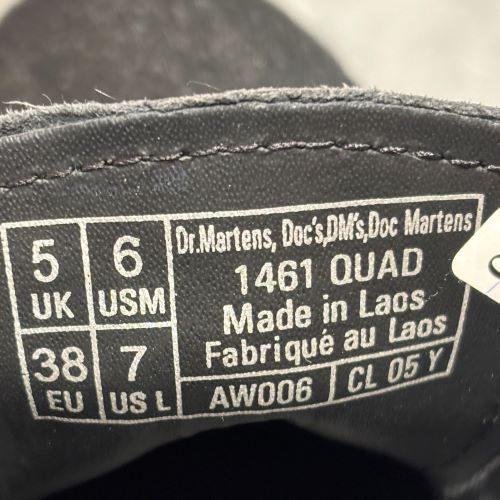 5 UK
6 USM
38 EU
7 US L
Dr.Martens, Doc's,DM's,Doc Martens
1461 QUAD
Made in Laos
Fabriqué au Laos
AW006
CL 05 Y